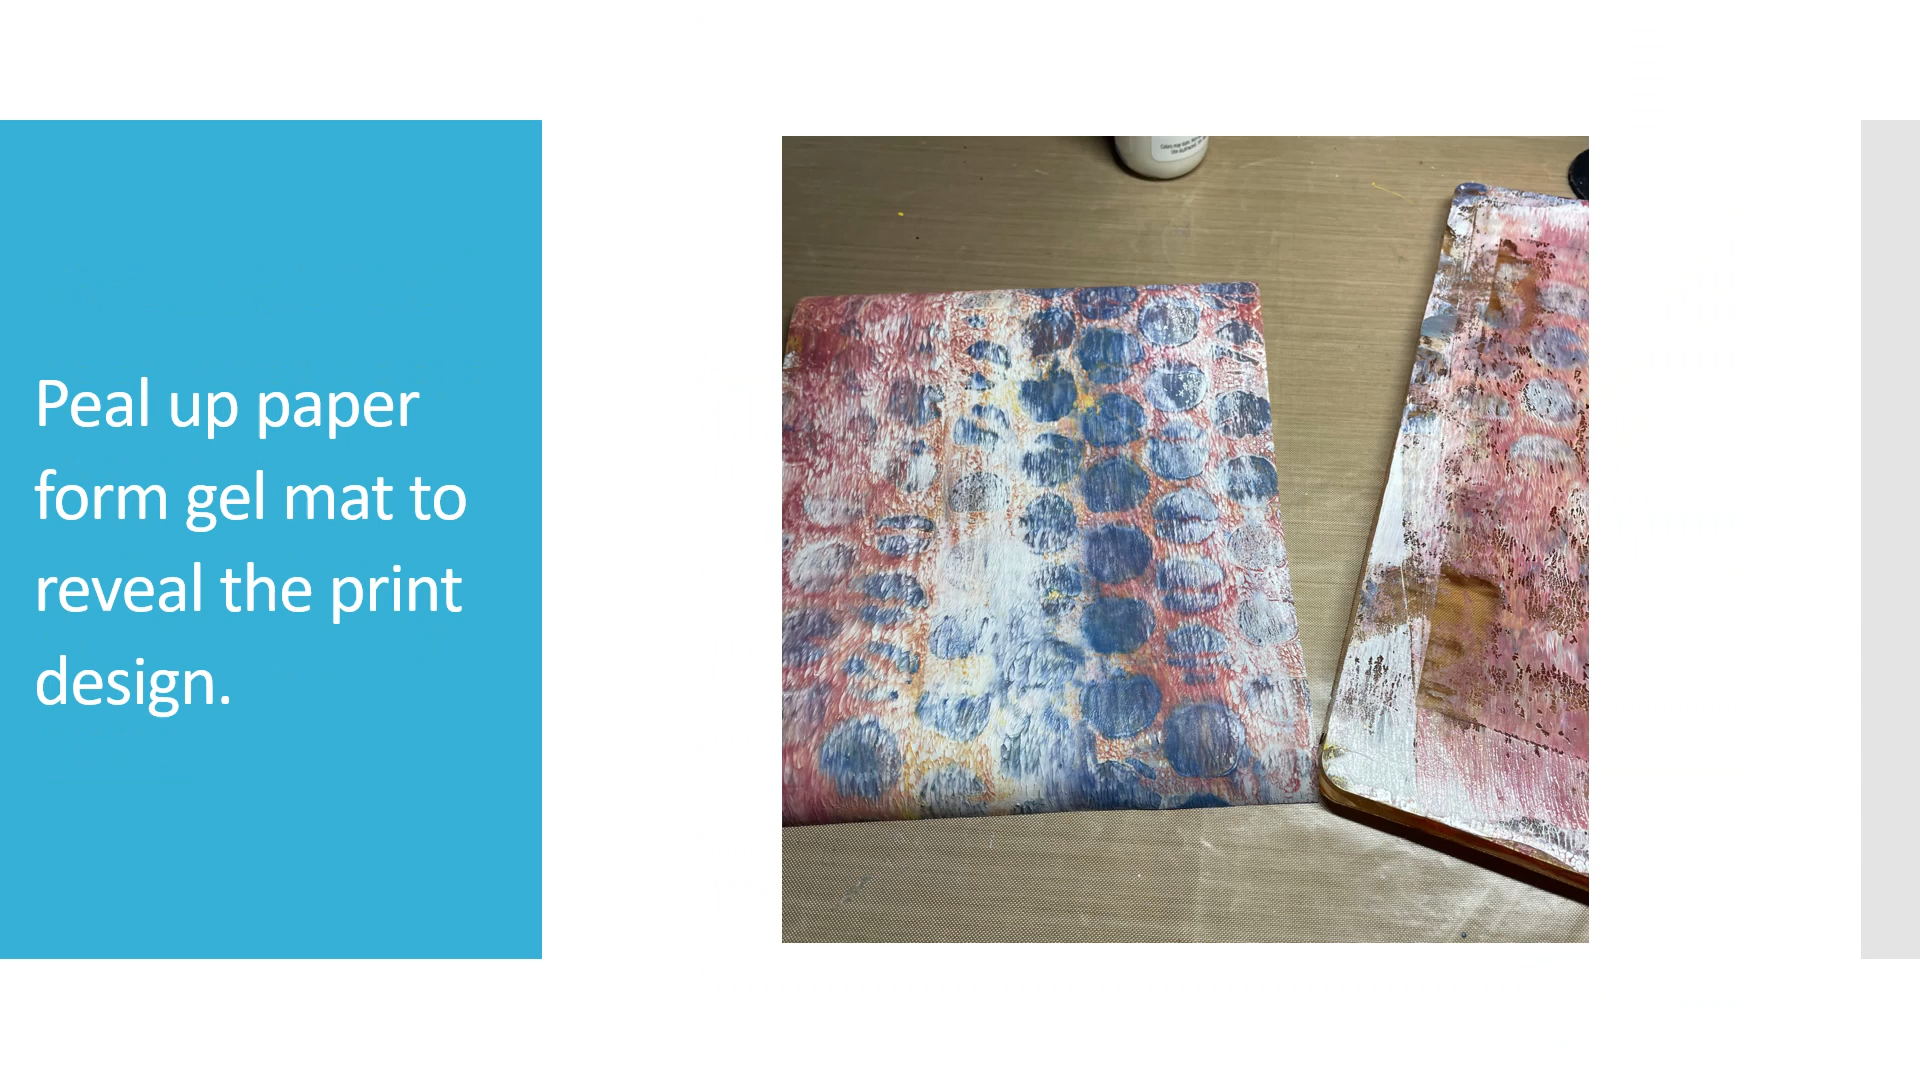 Peal up paper
form gel mat to
reveal the print
design.